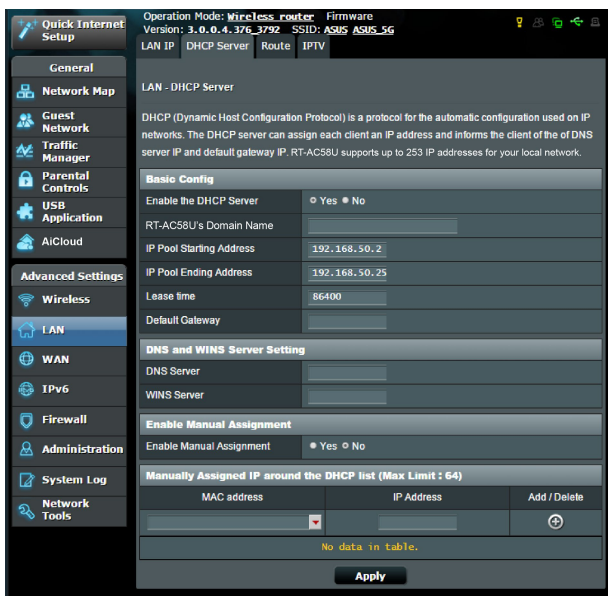 Quick Internet
Setup
General
Network Map
Guest
Network
Traffic
Manager
Parental
Controls
USB
Application
AiCloud
Advanced Settings
Wireless
LAN
WAN
IPv6
Firewall
Administration
System Log
Network
Tools
Operation Mode: Wireless router Firmware
Version: 3.0.0.4.376_3792 SSID: ASUS ASUS_5G
LAN IP DHCP Server Route IPTV
LAN - DHCP Server
DHCP (Dynamic Host Configuration Protocol) is a protocol for the automatic configuration used on IP
networks. The DHCP server can assign each client an IP address and informs the client of the of DNS
server IP and default gateway IP. RT-AC58U supports up to 253 IP addresses for your local network.
Basic Config
Enable the DHCP Server Yes No
RT-AC58U's Domain Name
IP Pool Starting Address 192.168.50.2
IP Pool Ending Address 192.168.50.25
Lease time 86400
Default Gateway
DNS and WINS Server Setting
DNS Server
WINS Server
Enable Manual Assignment
Enable Manual Assignment Yes No
Manually Assigned IP around the DHCP list (Max Limit : 64)
MAC address IP Address Add / Delete
No data in table.
Apply